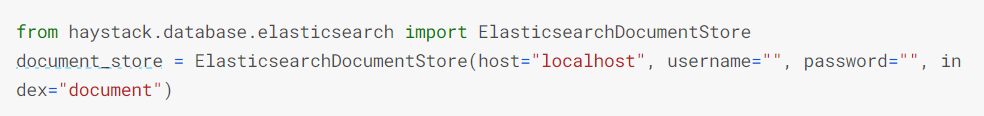 from haystack.database.elasticsearch import ElasticsearchDocumentStore
document_store = ElasticsearchDocumentStore(host="localhost", username="", password="", in
dex="document")